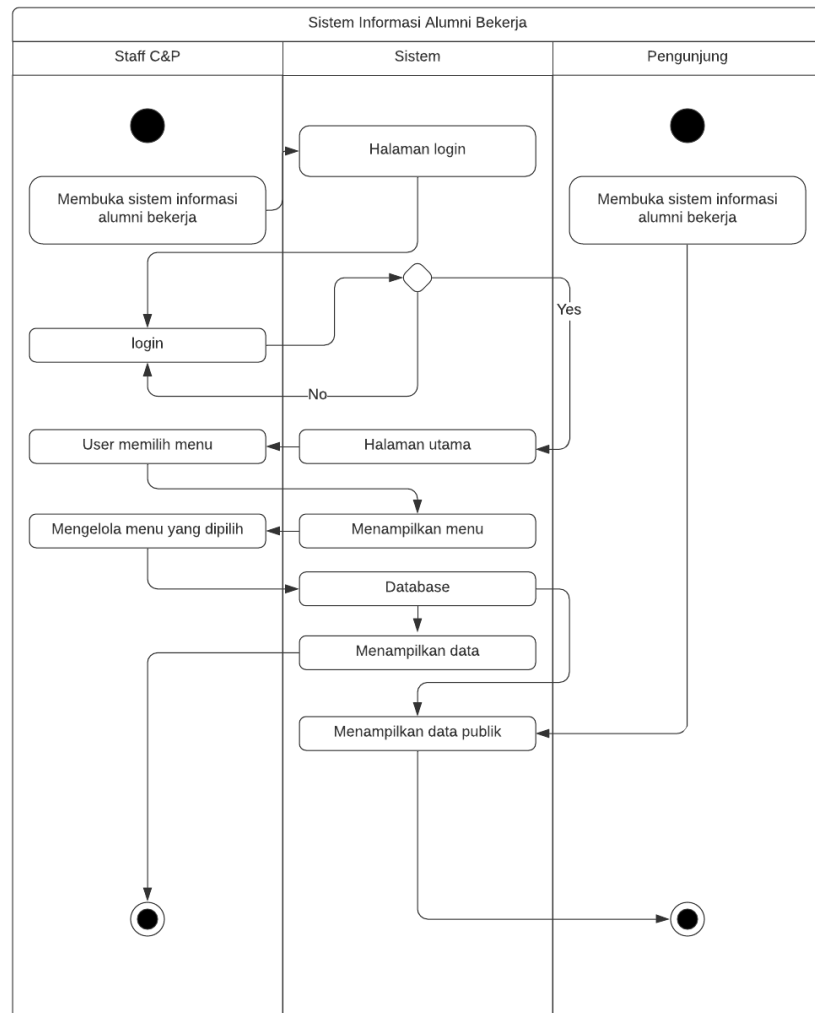 Sistem Informasi Alumni Bekerja
Staff C&P
Sistem
Pengunjung
Halaman login
Membuka sistem informasi
alumni bekerja
Membuka sistem informasi
alumni bekerja
Yes
login
No
User memilih menu
Halaman utama
Mengelola menu yang dipilih
Menampilkan menu
Database
Menampilkan data
Menampilkan data publik